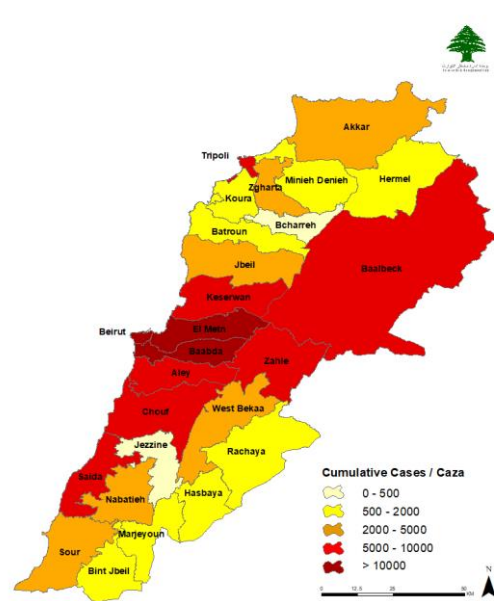 Akkar
Tripoli
Minieh Denieh
Hermel
Zgharta
Koura
Bcharreh
Batroun
Jbeil
Baalbeck
Keserwan
Beirut
El Metn
Baabda
Zahle
Aley
Chouf
West Bekaa
Jezzine
Rachaya
Saida
Nabatieh
Hasbaya
Marjeyoun
Sour
Bint Jbeil
Cumulative Cases / Caza
0 - 500
500 - 2000
2000 - 5000
5000 - 10000
> 10000
N